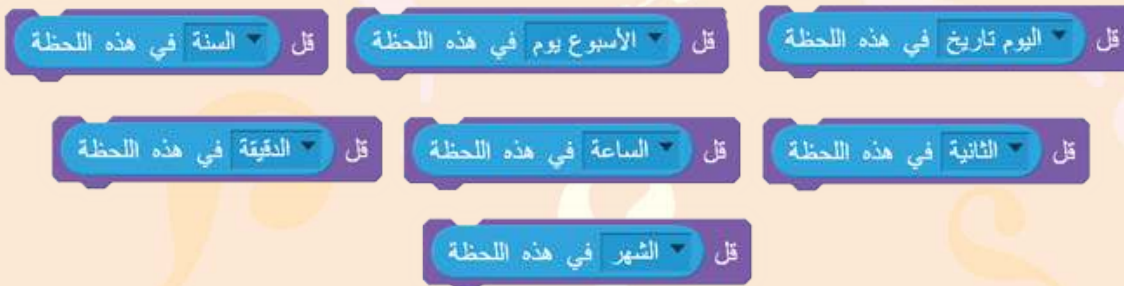 قل اليوم تاريخ في هذه اللحظة
قل الأسبوع يوم في هذه اللحظة
قل السنة في هذه اللحظة
قل الثانية في هذه اللحظة
قل الساعة في هذه اللحظة
قل الدقيقة في هذه اللحظة
قل الشهر في هذه اللحظة